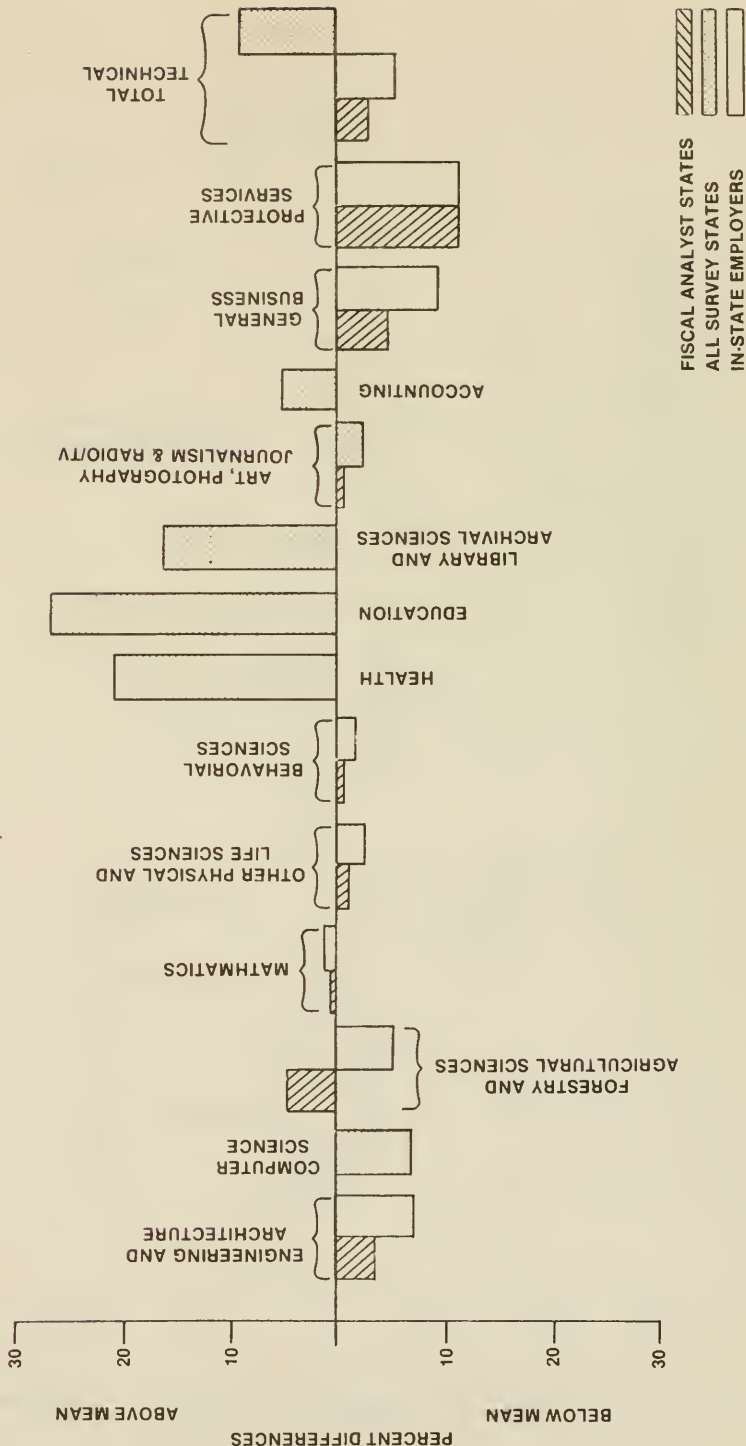 PERCENT DIFFERENCES
ABOVE MEAN
BELOW MEAN
30
20
10
10
20
30
ENGINEERING AND
ARCHITECTURE
COMPUTER
SCIENCE
FORESTRY AND
AGRICULTURAL SCIENCES
MATHMATICS
OTHER PHYSICAL AND
LIFE SCIENCES
BEHAVORIAL
SCIENCES
HEALTH
EDUCATION
LIBRARY AND
ARCHIVAL SCIENCES
ART, PHOTOGRAPHY
JOURNALISM & RADIO/TV
ACCOUNTING
GENERAL
BUSINESS
PROTECTIVE
SERVICES
TOTAL
TECHNICAL
FISCAL ANALYST STATES
ALL SURVEY STATES
IN-STATE EMPLOYERS